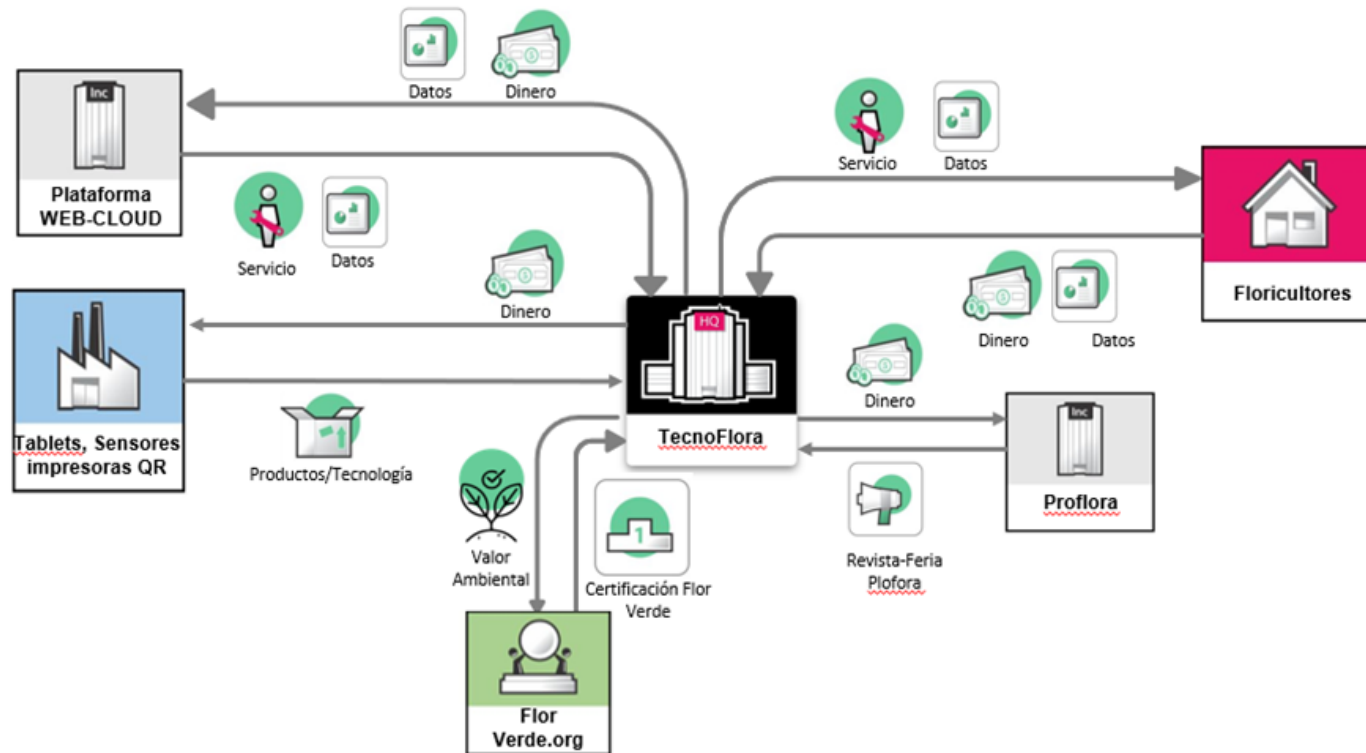 Datos
Dinero
Servicio
Datos
Inc
Plataforma
WEB-CLOUD
Servicio
Datos
Dinero
Floricultores
Dinero
Datos
Tablets, Sensores
impresoras QR
Productos/Tecnología
HQ
TecnoFlora
Dinero
Inc
Proflora
Revista-Feria
Plofora
Valor
Ambiental
1
Certificación Flor
Verde
Flor
Verde.org